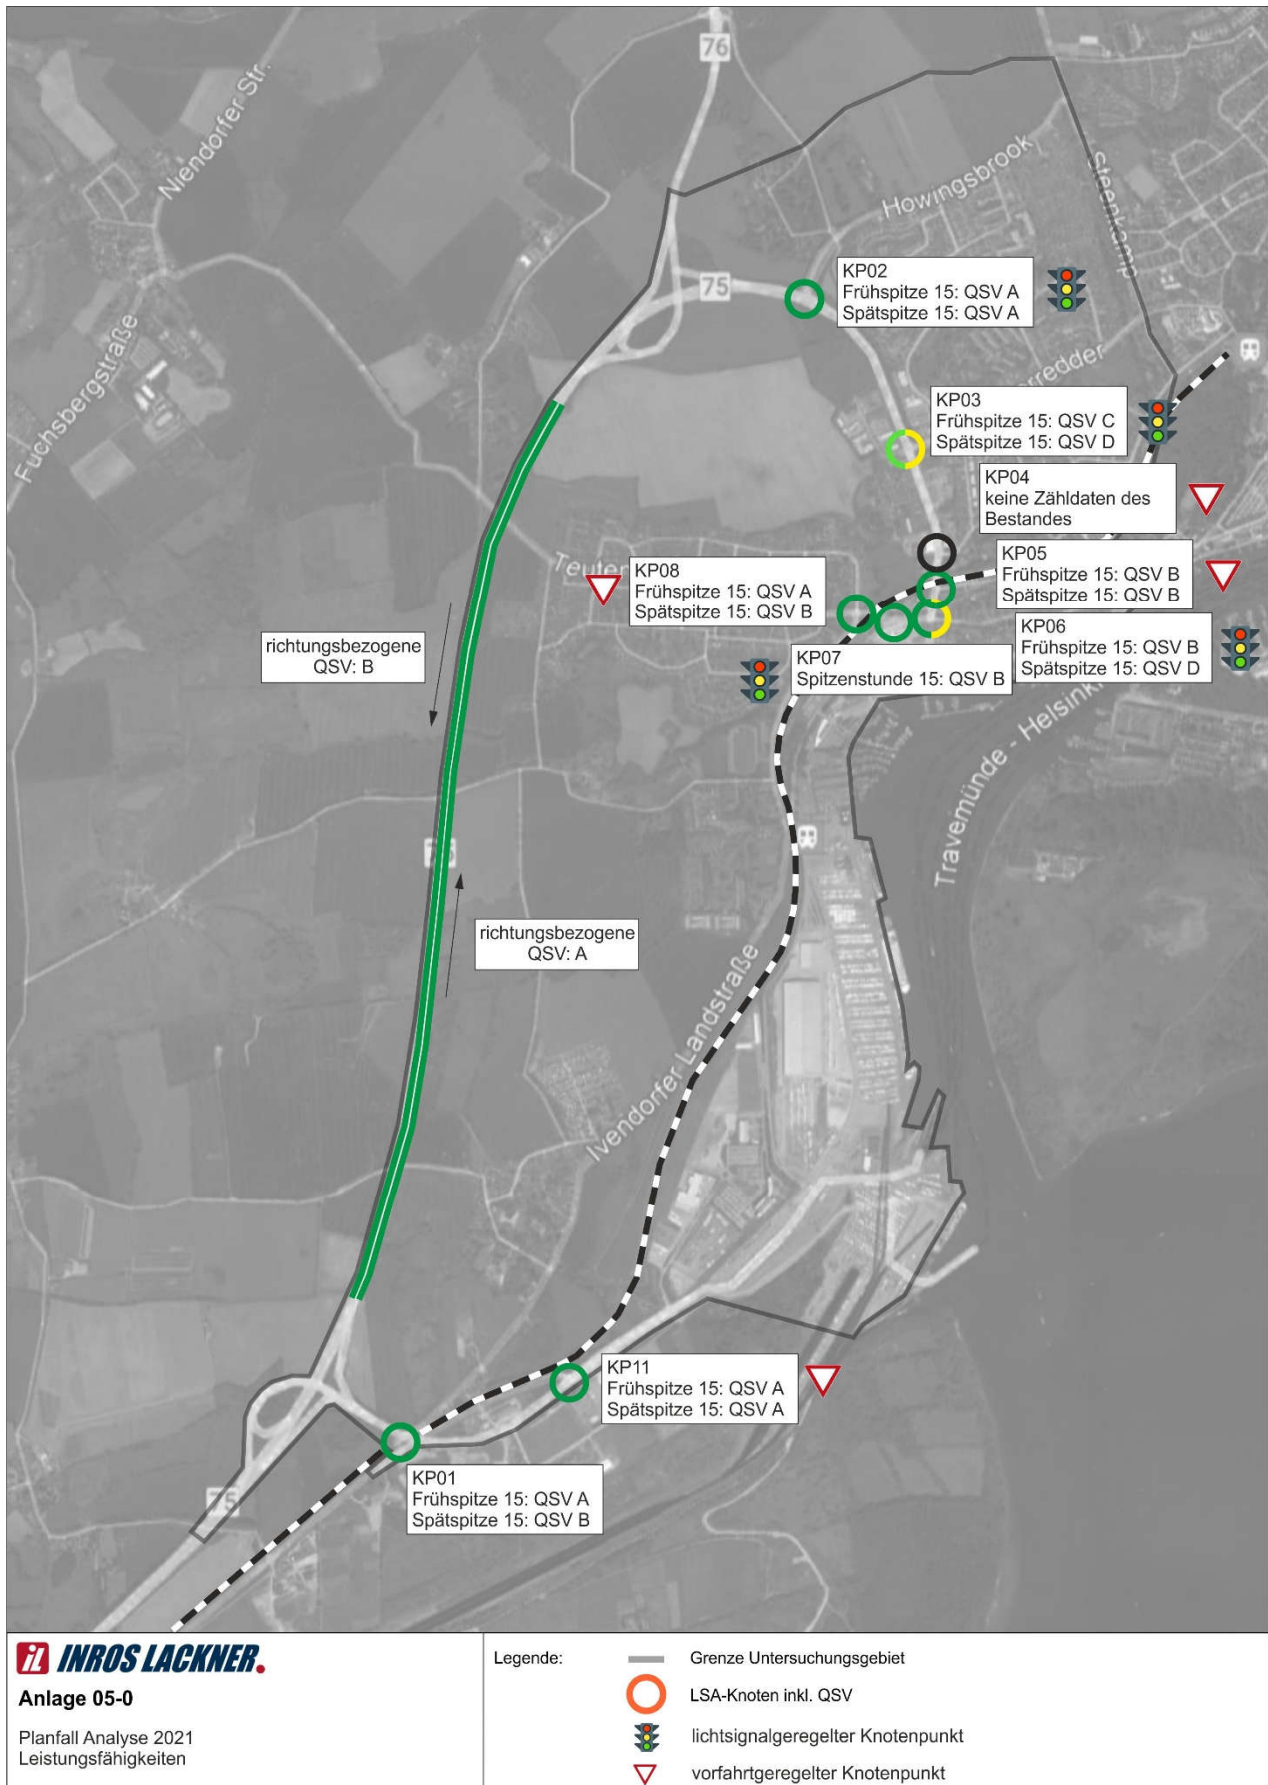 76
Niendorfer Str.
Howingsbrook
Steenkamp
75
KP02
Frühspitze 15: QSV A
Spätspitze 15: QSV A
Fuchsbergstraße
KP03
Frühspitze 15: QSV C
Spätspitze 15: QSV D
KP04
keine Zähldaten des
Bestandes
KP05
Frühspitze 15: QSV B
Spätspitze 15: QSV B
KP08
Frühspitze 15: QSV A
Spätspitze 15: QSV B
KP06
Frühspitze 15: QSV B
Spätspitze 15: QSV D
KP07
Spitzenstunde 15: QSV B
richtungsbezogene
QSV: B
Travemünde - Helsinki
richtungsbezogene
QSV: A
Ivendorfer Landstraße
KP11
Frühspitze 15: QSV A
Spätspitze 15: QSV A
KP01
Frühspitze 15: QSV A
Spätspitze 15: QSV B
75
iL INROS LACKNER.
Anlage 05-0
Planfall Analyse 2021
Leistungsfähigkeiten
Legende:
Grenze Untersuchungsgebiet
LSA-Knoten inkl. QSV
lichtsignalgeregelter Knotenpunkt
vorfahrtgeregelter Knotenpunkt